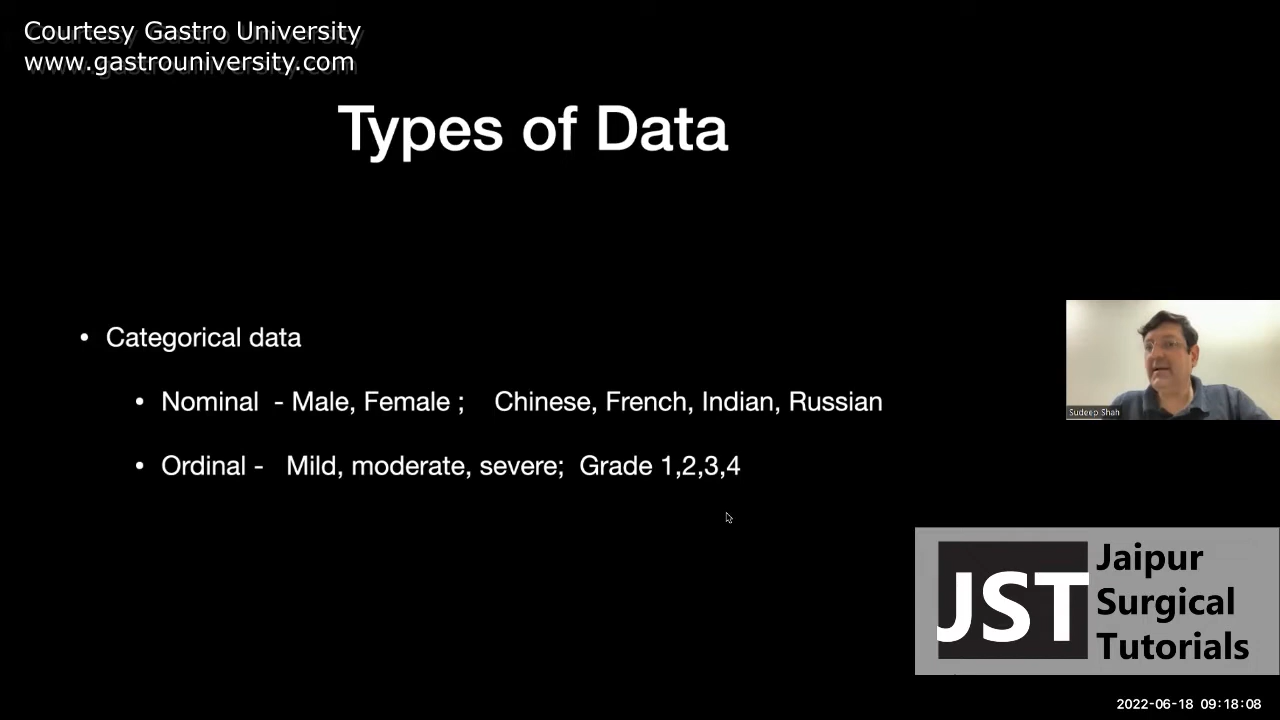 Courtesy Gastro University
www.gastrouniversity.com
Types of Data
• Categorical data
• Nominal - Male, Female ; Chinese, French, Indian, Russian
• Ordinal - Mild, moderate, severe; Grade 1,2,3,4
Sudeep Shah
JST
Jaipur
Surgical
Tutorials
2022-06-18 09:18:08